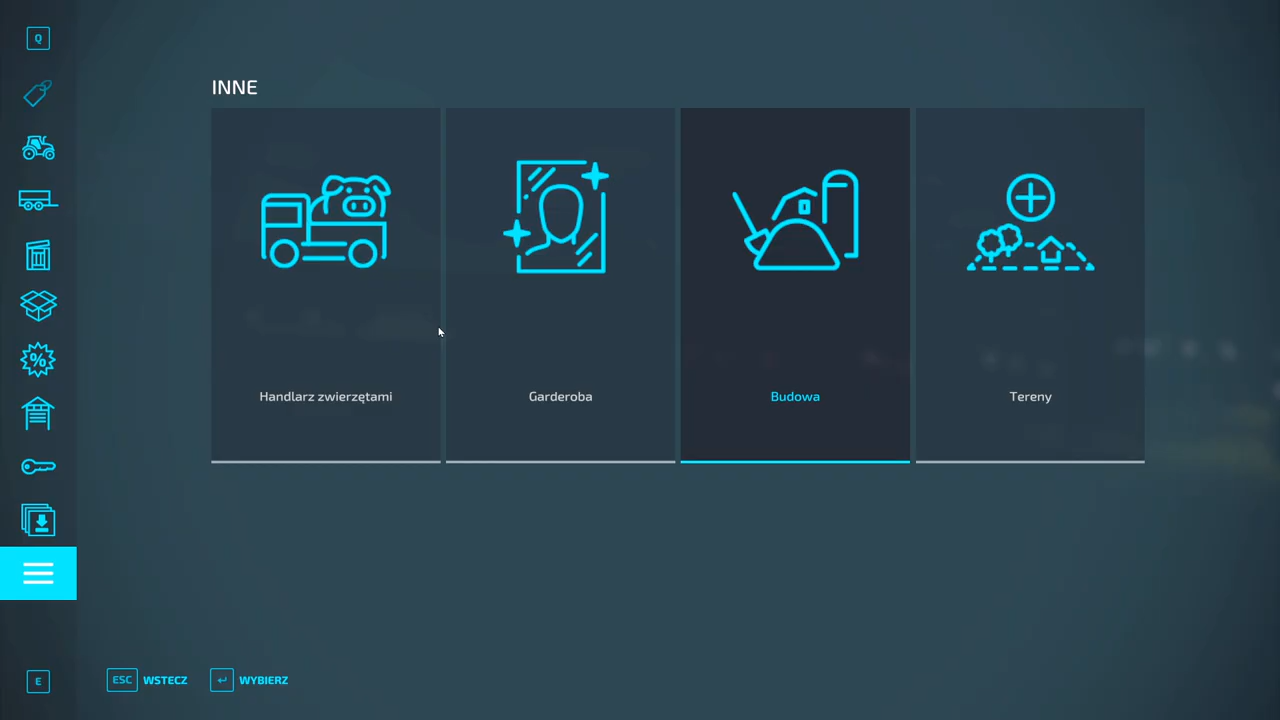 Q
INNE
%
Handlarz zwierzętami
Garderoba
Budowa
Tereny
E
ESC WSTECZ ↵ WYBIERZ